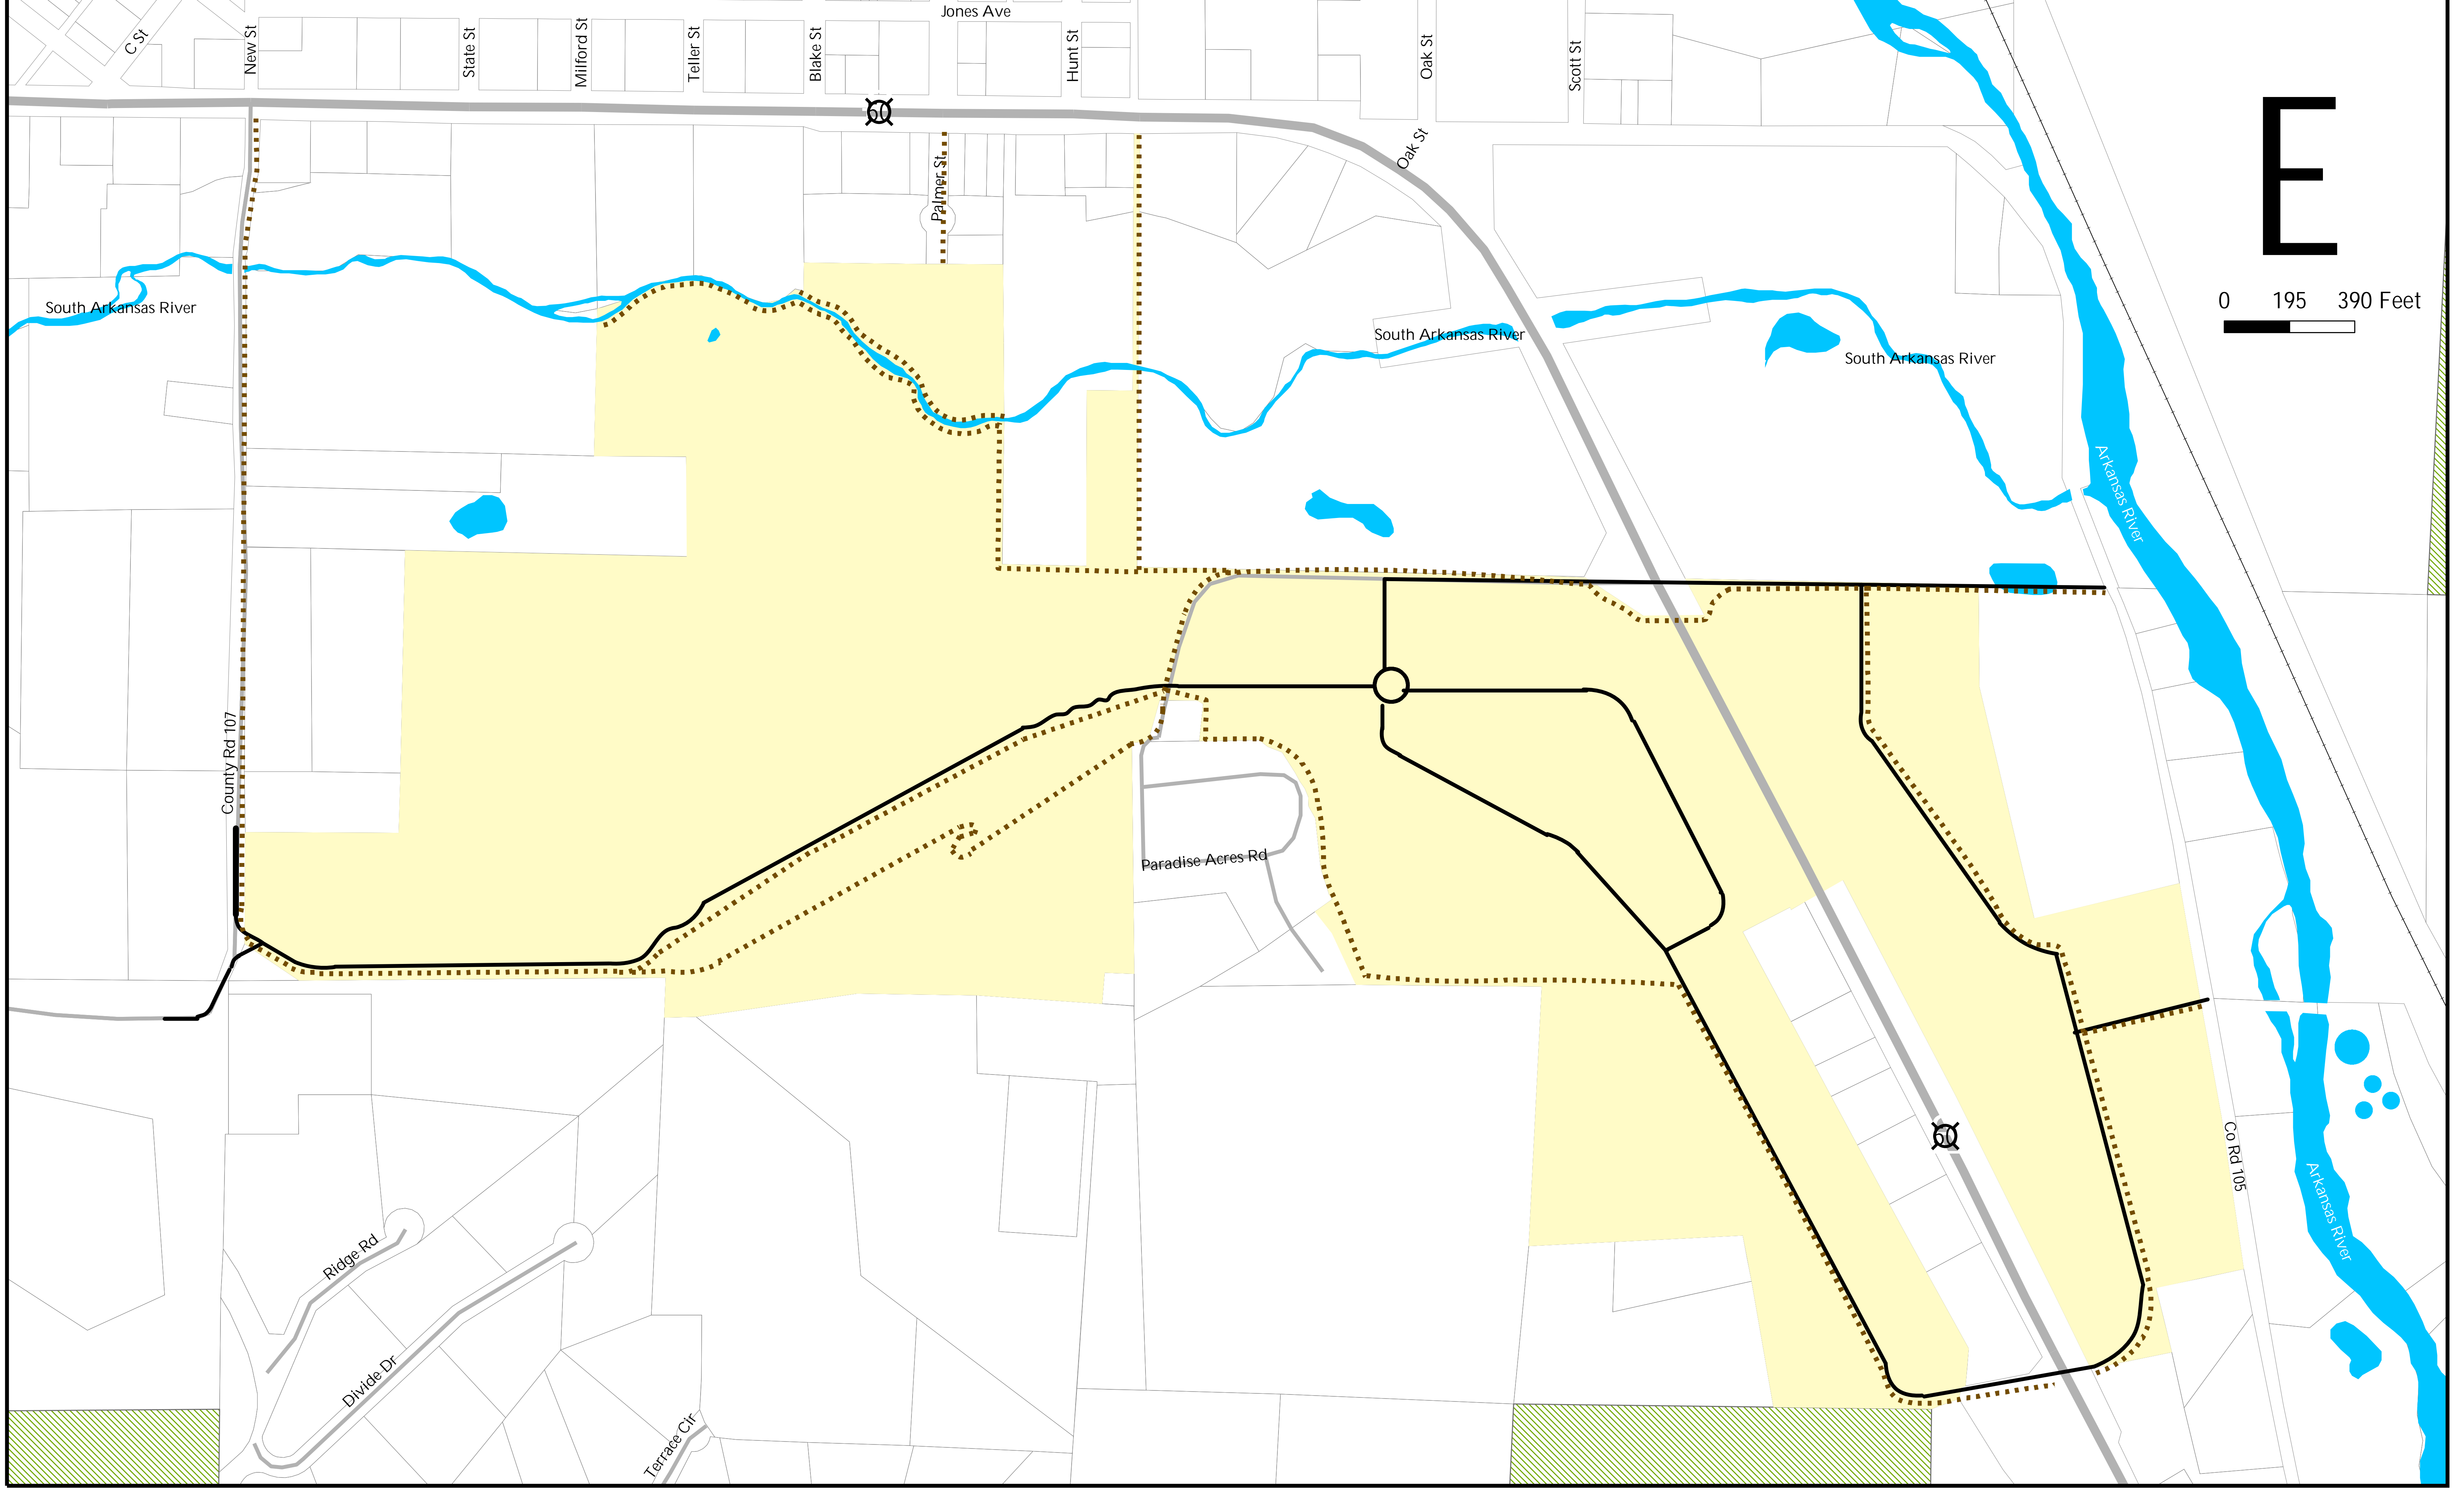 Jones Ave
C St
New St
State St
Milford St
Teller St
Blake St
Hunt St
Oak St
Scott St
50
Oak St
Palmer St
E
0 195 390 Feet
South Arkansas River
South Arkansas River
South Arkansas River
Arkansas River
County Rd 107
Paradise Acres Rd
50
Co Rd 105
Arkansas River
Ridge Rd
Divide Dr
Terrace Cir